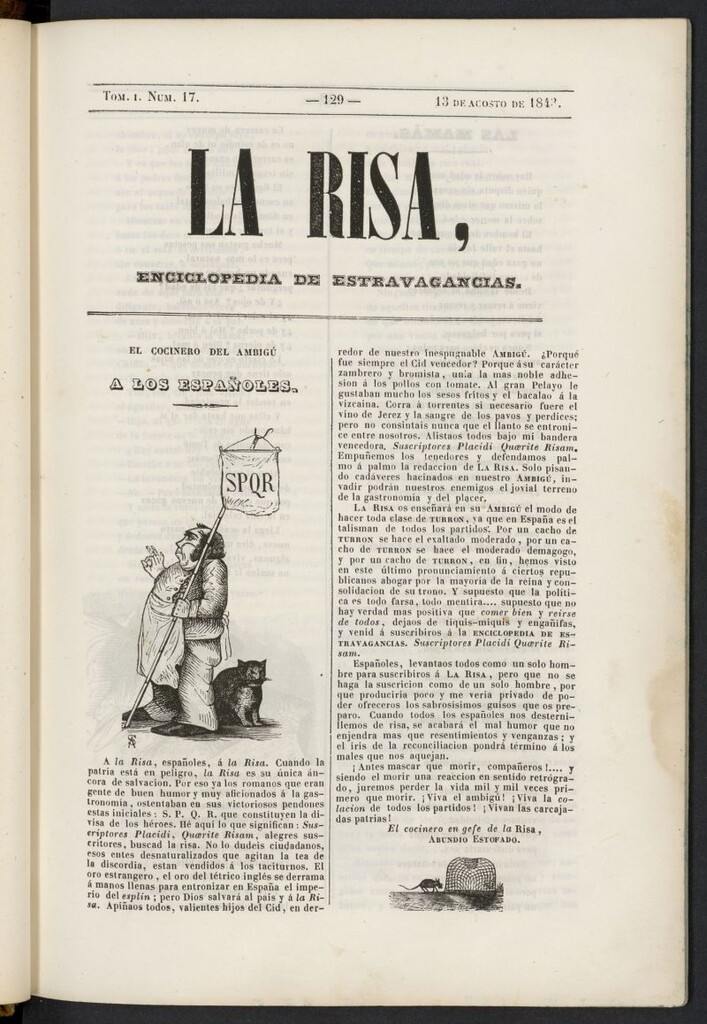 TOM. I. NUM. 17.
— 129 —
13 DE AGOSTO DE 1843.
LA RISA,
ENCICLOPEDIA DE ESTRAVAGANCIAS.
EL COCINERO DEL AMBIGÚ
A LOS ESPAÑOLES.
SPQR
A la Risa, españoles, á la Risa. Cuando la
patria está en peligro, la Risa es su única án-
cora de salvacion. Por eso ya los romanos que eran
gente de buen humor y muy aficionados á la gas-
tronomia, ostentaban en sus victoriosos pendones
estas iniciales: S. P. Q. R. que constituyen la di-
visa de los héroes. Hé aquí lo que significan: Sus-
criptores Placidi, Quærite Risam, alegres sus-
critores, buscad la risa. No lo dudeis ciudadanos,
esos entes desnaturalizados que agitan la tea de
la discordia, estan vendidos á los taciturnos. El
oro estrangero, el oro del tétrico inglés se derrama
á manos llenas para entronizar en España el impe-
rio del esplin; pero Dios salvará al pais y á la Ri-
sa. Apiñaos todos, valientes hijos del Cid, en der-
redor de nuestro inespugnable AMBIGÚ. ¿Porqué
fue siempre el Cid vencedor? Porque á su carácter
zambrero y bromista, unia la mas noble adhe-
sion á los pollos con tomate. Al gran Pelayo le
gustaban mucho los sesos fritos y el bacalao á la
vizcaina. Corra á torrentes si necesario fuere el
vino de Jerez y la sangre de los pavos y perdices;
pero no consintais nunca que el llanto se entroni-
ce entre nosotros. Alistaos todos bajo mi bandera
vencedora, Suscriptores Placidi Quærite Risam.
Empuñemos los tenedores y defendamos pal-
mo á palmo la redaccion de LA RISA. Solo pisan-
do cadáveres hacinados en nuestro AMBIGÚ, in-
vadir podrán nuestros enemigos el jovial terreno
de la gastronomia y del placer.
LA RISA os enseñará en su AMBIGÚ el modo de
hacer toda clase de TURRON, ya que en España es el
talisman de todos los partidos. Por un cacho de
TURRON se hace el exaltado moderado, por un ca-
cho de TURRON se hace el moderado demagogo,
y por un cacho de TURRON, en fin, hemos visto
en este último pronunciamiento á ciertos repu-
blicanos abogar por la mayoría de la reina y con-
solidacion de su trono. Y supuesto que la políti-
ca es todo farsa, todo mentira.... supuesto que no
hay verdad mas positiva que comer bien y reirse
de todos, dejaos de tiquis-miquis y engañifas,
y venid á suscribiros á la ENCICLOPEDIA DE ES-
TRAVAGANCIAS. Suscriptores Placidi Quærite Ri-
sam.
Españoles, levantaos todos como un solo hom-
bre para suscribiros á LA RISA, pero que no se
haga la suscricion como de un solo hombre, por
que produciria poco y me veria privado de po-
der ofreceros los sabrosísimos guisos que os pre-
paro. Cuando todos los españoles nos desterni-
llemos de risa, se acabará el mal humor que no
enjendra mas que resentimientos y venganzas; y
el iris de la reconciliacion pondrá término á los
males que nos aquejan.
¡Antes mascar que morir, compañeros!.... y
siendo el morir una reaccion en sentido retrógra-
do, juremos perder la vida mil y mil veces pri-
mero que morir. ¡Viva el ambigú! ¡Viva la co-
lacion de todos los partidos! ¡Vivan las carcaja-
das patrias!
El cocinero en gefe de la Risa,
ABUNDIO ESTOFADO.